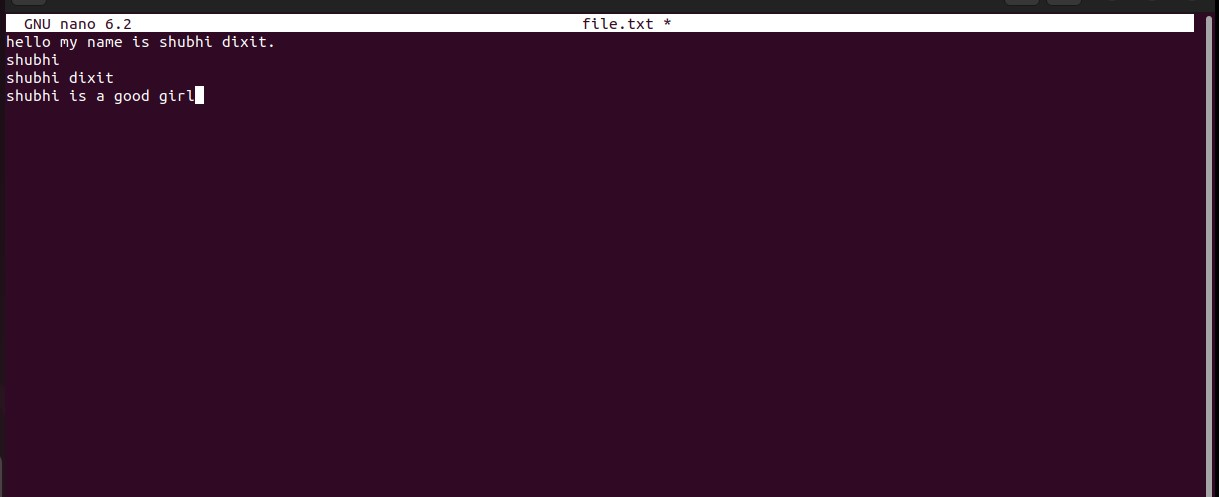 GNU nano 6.2 file.txt *
hello my name is shubhi dixit.
shubhi
shubhi dixit
shubhi is a good girl